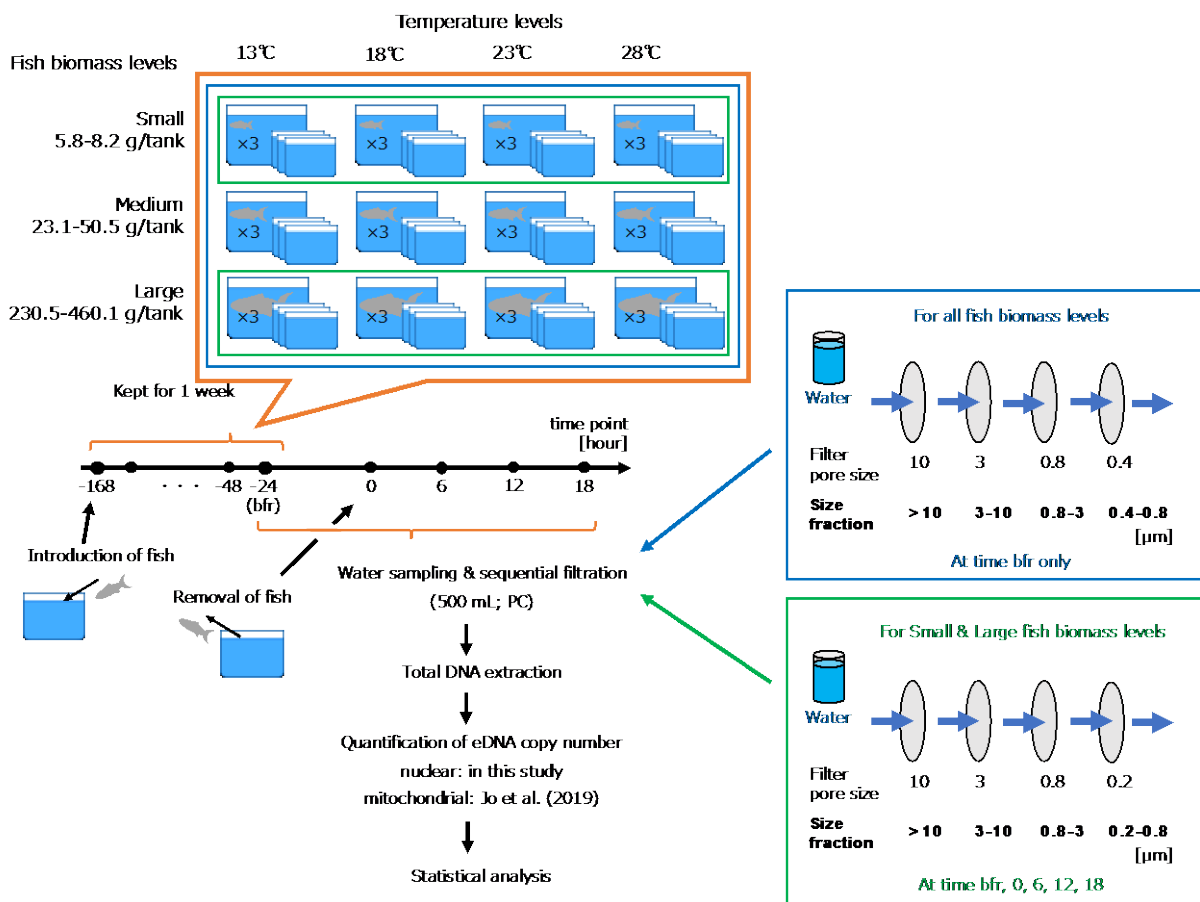 Temperature levels
Fish biomass levels
13℃ 18℃ 23℃ 28℃
Small
5.8-8.2 g/tank
×3 ×3 ×3 ×3
Medium
23.1-50.5 g/tank
×3 ×3 ×3 ×3
Large
230.5-460.1 g/tank
×3 ×3 ×3 ×3
Kept for 1 week
time point
[hour]
-168 · · · · -48 -24 0 6 12 18
(bfr)
Introduction of fish
Removal of fish
Water sampling & sequential filtration
(500 mL; PC)
Total DNA extraction
Quantification of eDNA copy number
nuclear: in this study
mitochondrial: Jo et al. (2019)
Statistical analysis
For all fish biomass levels
Water
Filter
pore size
10 3 0.8 0.4
Size
fraction
>10 3-10 0.8-3 0.4-0.8
[µm]
At time bfr only
For Small & Large fish biomass levels
Water
Filter
pore size
10 3 0.8 0.2
Size
fraction
>10 3-10 0.8-3 0.2-0.8
[µm]
At time bfr, 0, 6, 12, 18